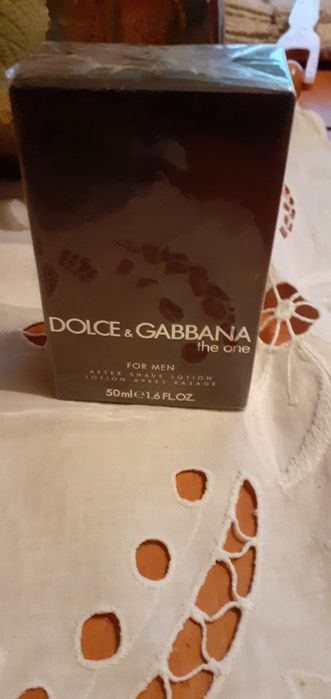 DOLCE & GABBANA
the one
FOR MEN
AFTER SHAVE LOTION
LOTION APRÈS RASAGE
50ml e 1.6 FL.OZ.